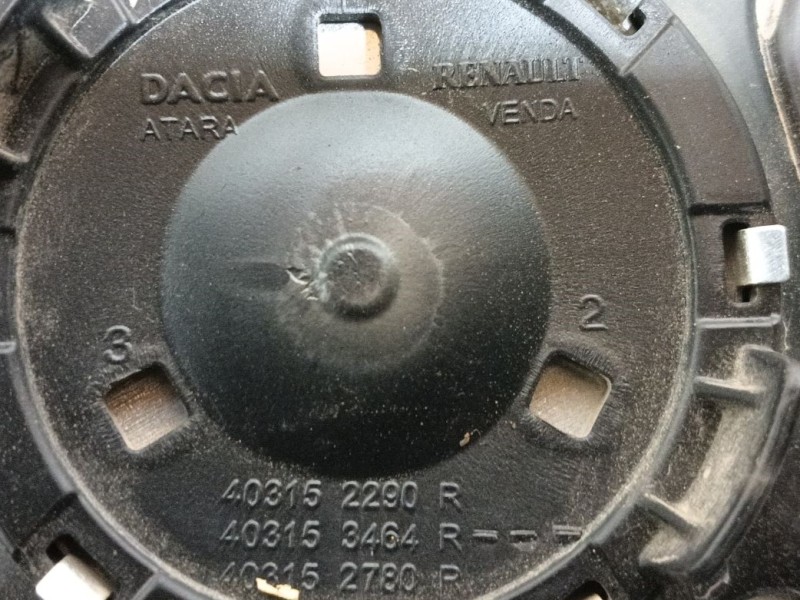 DACIA RENAULT
ATARA VENDA
3 2
40315 2290 R
40315 3464 R---
40315 2780 R